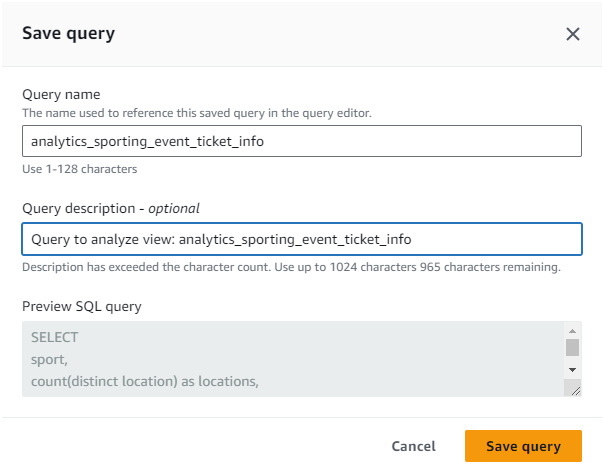 Save query
Query name
The name used to reference this saved query in the query editor.
analytics_sporting_event_ticket_info
Use 1-128 characters
Query description - optional
Query to analyze view: analytics_sporting_event_ticket_info
Description has exceeded the character count. Use up to 1024 characters 965 characters remaining.
Preview SQL query
SELECT
sport,
count(distinct location) as locations,
Cancel
Save query